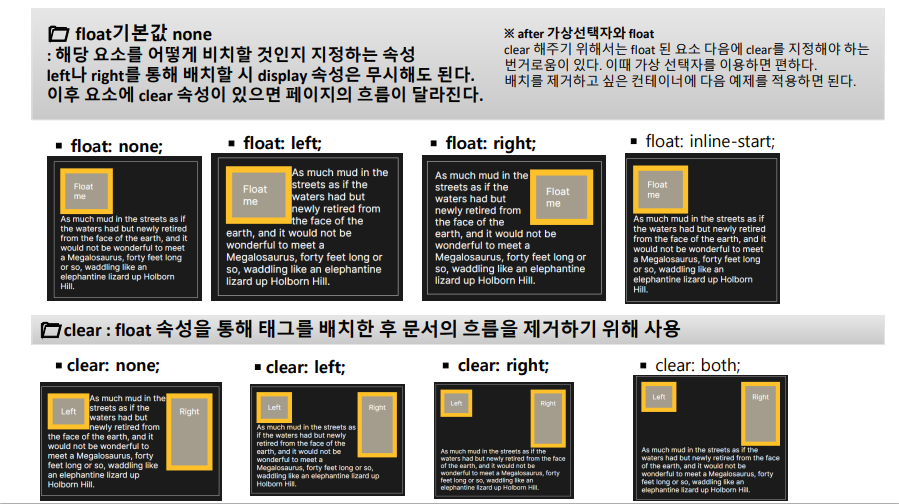 float기본값 none
: 해당 요소를 어떻게 비치할 것인지 지정하는 속성
left나 right를 통해 배치할 시 display 속성은 무시해도 된다.
이후 요소에 clear 속성이 있으면 페이지의 흐름이 달라진다.
※ after 가상선택자와 float
clear 해주기 위해서는 float 된 요소 다음에 clear를 지정해야 하는
번거로움이 있다. 이때 가상 선택자를 이용하면 편하다.
배치를 제거하고 싶은 컨테이너에 다음 예제를 적용하면 된다.
▪ float: none;
Float
me
As much mud in the streets as if
the waters had but newly retired
from the face of the earth, and it
would not be wonderful to meet
a Megalosaurus, forty feet long
or so, waddling like an
elephantine lizard up Holborn
Hill.
▪ float: left;
Float
me
As much mud in the
streets as if the
waters had but
newly retired from
the face of the
earth, and it would not be
wonderful to meet a
Megalosaurus, forty feet long or
so, waddling like an elephantine
lizard up Holborn Hill.
▪ float: right;
As much mud in the
streets as if the
waters had but
newly retired from
the face of the
earth, and it would not be
wonderful to meet a
Megalosaurus, forty feet long or
so, waddling like an elephantine
lizard up Holborn Hill.
Float
me
▪ float: inline-start;
Float
me
As much mud in the streets as if
the waters had but newly retired
from the face of the earth, and it
would not be wonderful to meet
a Megalosaurus, forty feet long
or so, waddling like an
elephantine lizard up Holborn
Hill.
clear : float 속성을 통해 태그를 배치한 후 문서의 흐름을 제거하기 위해 사용
▪ clear: none;
Left
As much mud in the
streets as if the
waters had but
newly retired from
the face of the earth, and it
would not be wonderful to
meet a Megalosaurus, forty
feet long or so, waddling like
an elephantine lizard up
Holborn Hill.
Right
▪ clear: left;
Left
Right
As much mud in the streets as
if the waters had but newly
retired from the face of the
earth, and it would not be
wonderful to meet a
Megalosaurus, forty feet long or so,
waddling like an elephantine lizard up
Holborn Hill.
▪ clear: right;
Left
Right
As much mud in the streets as if the
waters had but newly retired from the
face of the earth, and it would not be
wonderful to meet a Megalosaurus, forty
feet long or so, waddling like an
elephantine lizard up Holborn Hill.
▪ clear: both;
Left
Right
As much mud in the streets as if the
waters had but newly retired from the
face of the earth, and it would not be
wonderful to meet a Megalosaurus, forty
feet long or so, waddling like an
elephantine lizard up Holborn Hill.